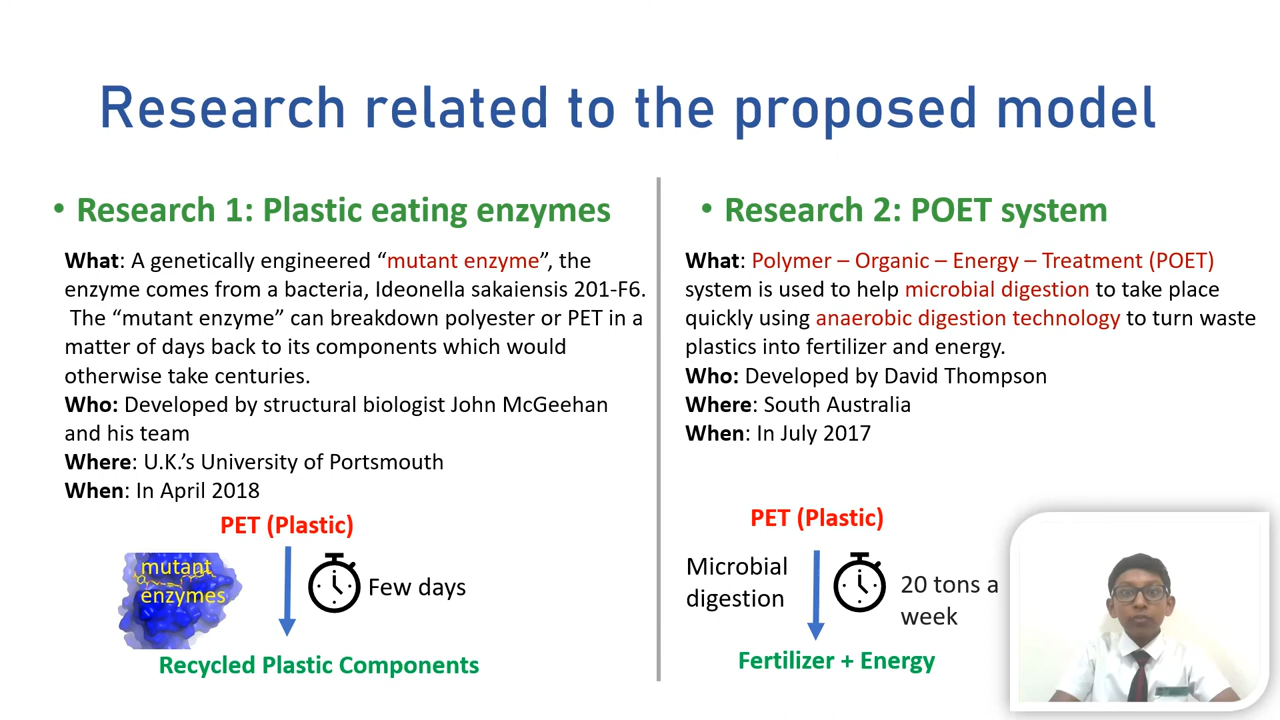 Research related to the proposed model
• Research 1: Plastic eating enzymes
What: A genetically engineered “mutant enzyme”, the
enzyme comes from a bacteria, Ideonella sakaiensis 201-F6.
The “mutant enzyme” can breakdown polyester or PET in a
matter of days back to its components which would
otherwise take centuries.
Who: Developed by structural biologist John McGeehan
and his team
Where: U.K.’s University of Portsmouth
When: In April 2018
PET (Plastic)
mutant
enzymes
Few days
Recycled Plastic Components
• Research 2: POET system
What: Polymer – Organic – Energy – Treatment (POET)
system is used to help microbial digestion to take place
quickly using anaerobic digestion technology to turn waste
plastics into fertilizer and energy.
Who: Developed by David Thompson
Where: South Australia
When: In July 2017
PET (Plastic)
Microbial
digestion
20 tons a
week
Fertilizer + Energy